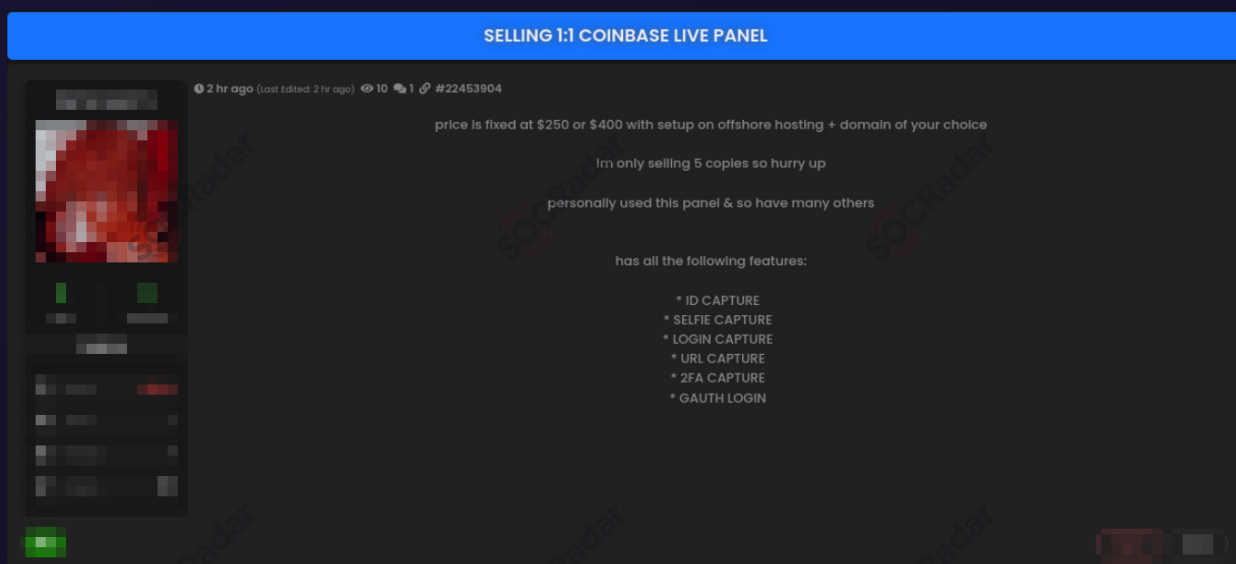 SELLING 1:1 COINBASE LIVE PANEL
2 hr ago (Last Edited: 2 hr ago) 10 1 #22453904
price is fixed at $250 or $400 with setup on offshore hosting + domain of your choice
Im only selling 5 copies so hurry up
personally used this panel & so have many others
has all the following features:
* ID CAPTURE
* SELFIE CAPTURE
* LOGIN CAPTURE
* URL CAPTURE
* 2FA CAPTURE
* GAUTH LOGIN
SOCRadar
SOCRadar
SOCRadar